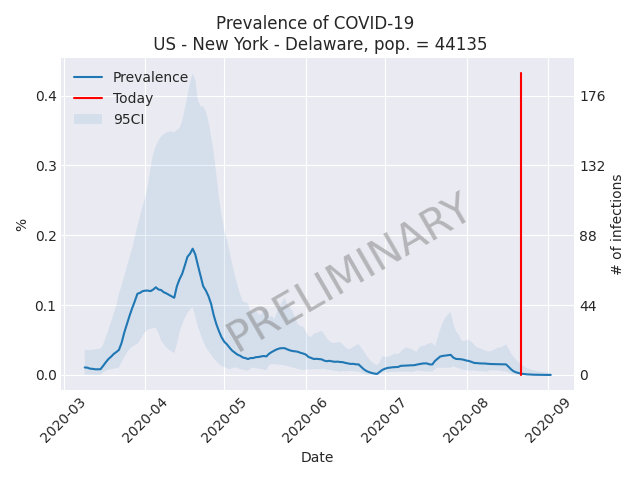 Prevalence of COVID-19
US - New York - Delaware, pop. = 44135
Prevalence
Today
95CI
0.4
0.3
0.2
0.1
0.0
%
176
132
88
44
0
# of infections
PRELIMINARY
2020-03
2020-04
2020-05
2020-06
2020-07
2020-08
2020-09
Date